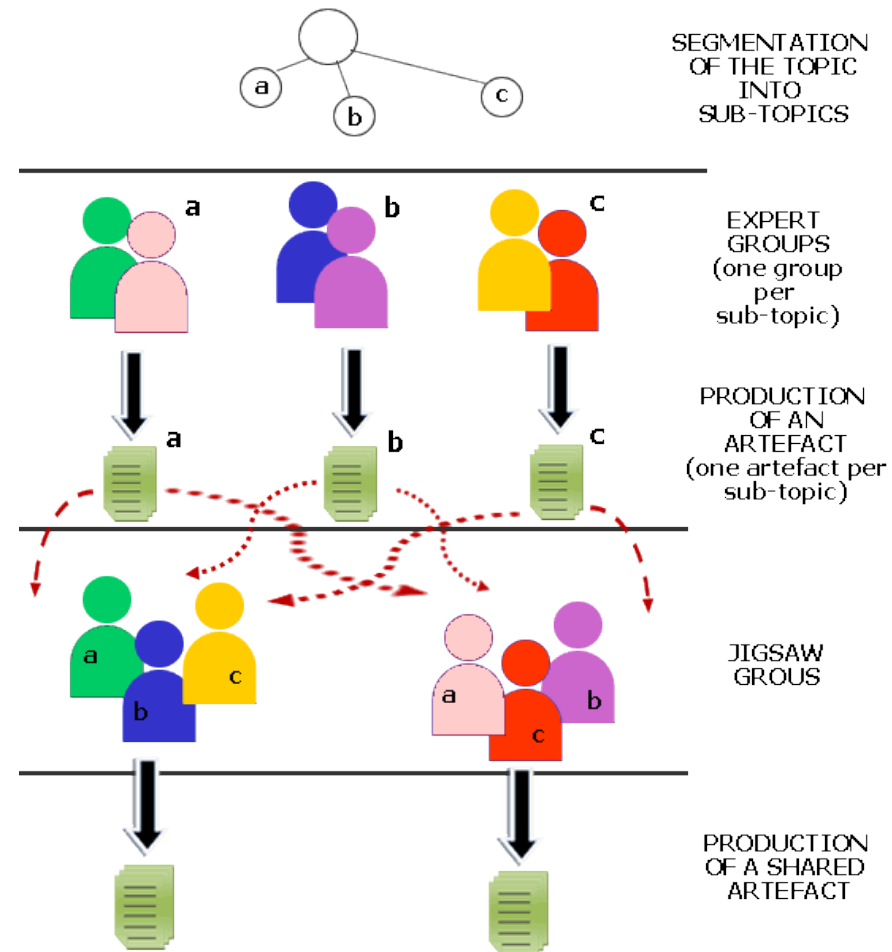 SEGMENTATION
OF THE TOPIC
INTO
SUB-TOPICS
a
b
c
a
b
c
EXPERT
GROUPS
(one group
per
sub-topic)
a
b
c
PRODUCTION
OF AN
ARTEFACT
(one artefact per
sub-topic)
a
b
c
a
c
b
JIGSAW
GROUS
PRODUCTION
OF A SHARED
ARTEFACT